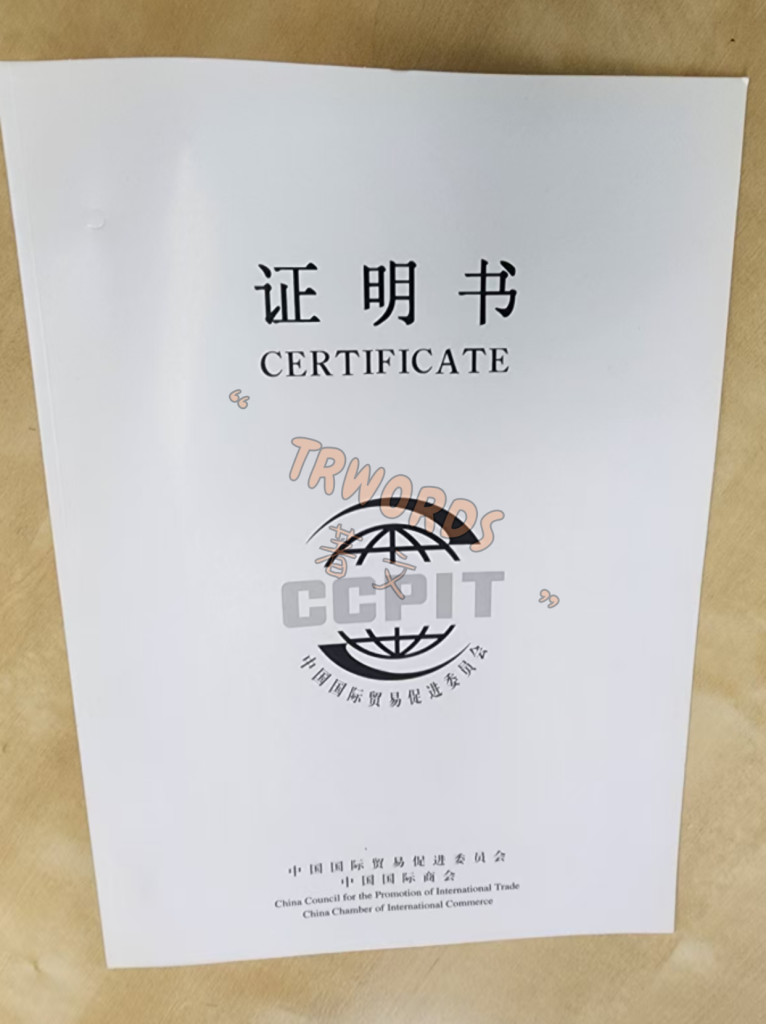 证明书
CERTIFICATE
“
TRWORDS
著文
”
CCPIT
中国国际贸易促进委员会
中国国际贸易促进委员会
中国国际商会
China Council for the Promotion of International Trade
China Chamber of International Commerce